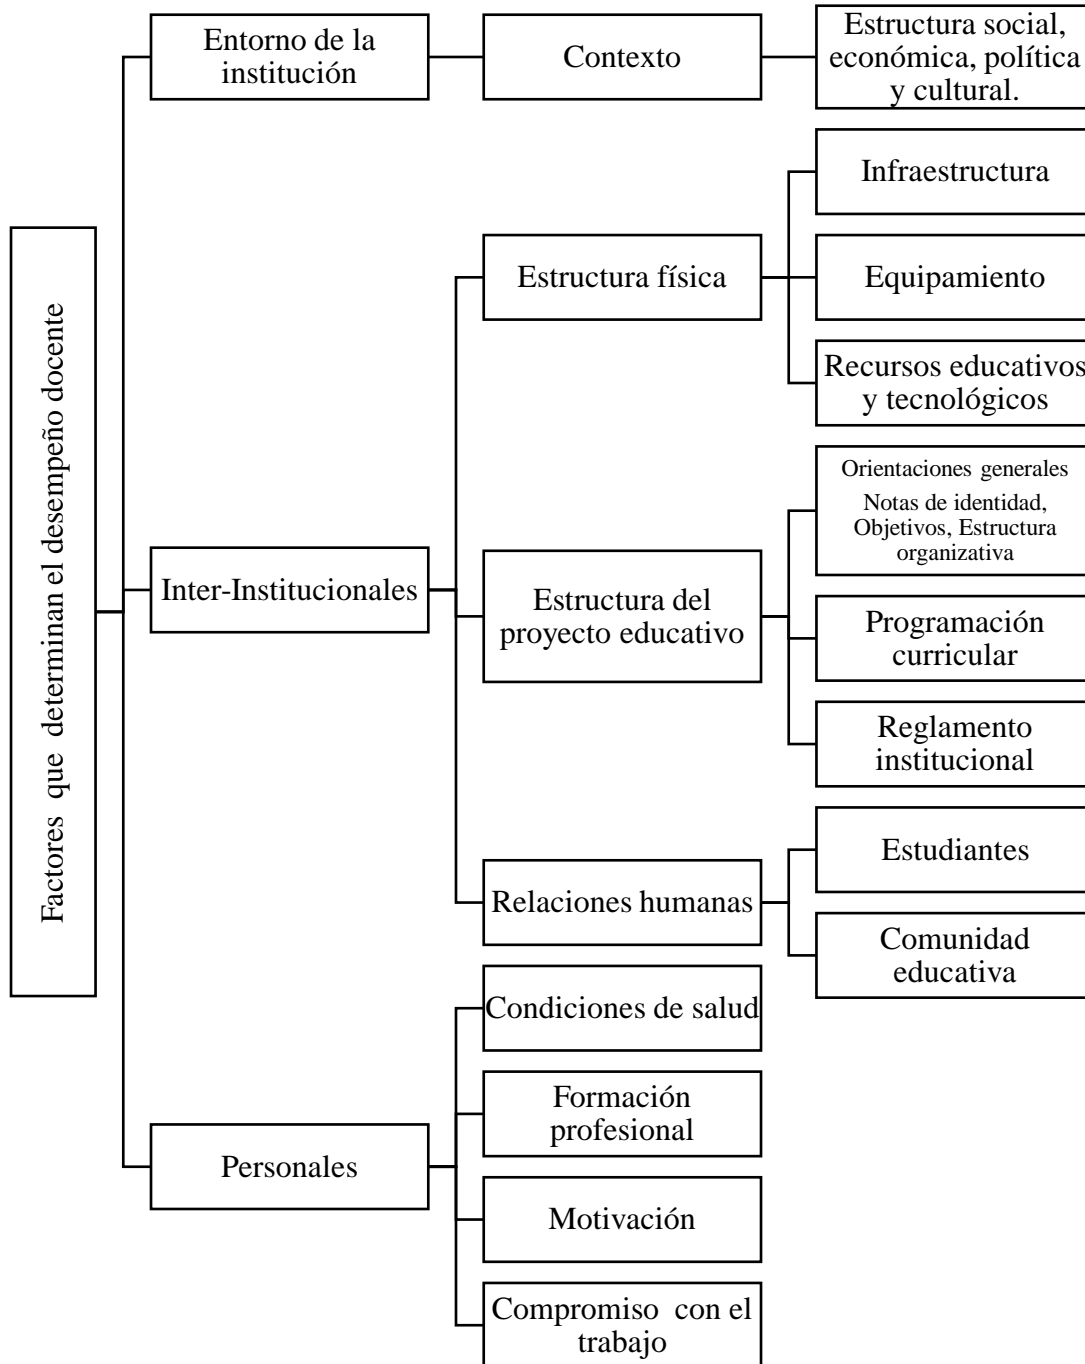 Factores que determinan el desempeño docente
Entorno de la
institución
Contexto
Estructura social,
económica, política
y cultural.
Inter-Institucionales
Estructura física
Infraestructura
Equipamiento
Recursos educativos
y tecnológicos
Estructura del
proyecto educativo
Orientaciones generales
Notas de identidad,
Objetivos, Estructura
organizativa
Programación
curricular
Reglamento
institucional
Relaciones humanas
Estudiantes
Comunidad
educativa
Personales
Condiciones de salud
Formación
profesional
Motivación
Compromiso con el
trabajo